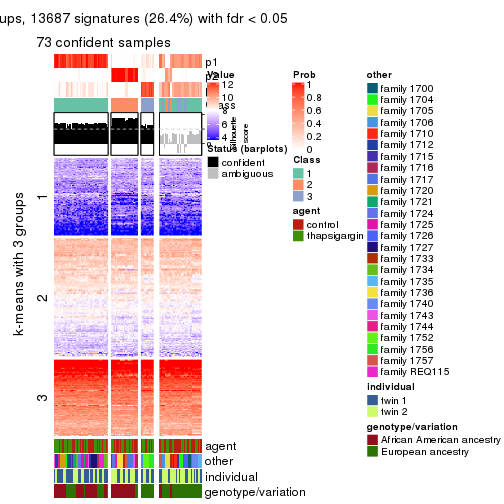 ups, 13687 signatures (26.4%) with fdr < 0.05
73 confident samples
k-means with 3 groups
1
2
3
p1
p2
Class
silhouette
score
agent
other
individual
genotype/variation
Value
12
10
8
6
4
Status (barplots)
confident
ambiguous
Prob
1
0.8
0.6
0.4
0.2
0
Class
1
2
3
agent
control
thapsigargin
other
family 1700
family 1704
family 1705
family 1706
family 1710
family 1712
family 1715
family 1716
family 1717
family 1720
family 1721
family 1724
family 1725
family 1726
family 1727
family 1733
family 1734
family 1735
family 1736
family 1740
family 1743
family 1744
family 1752
family 1756
family 1757
family REQ115
individual
twin 1
twin 2
genotype/variation
African American ancestry
European ancestry